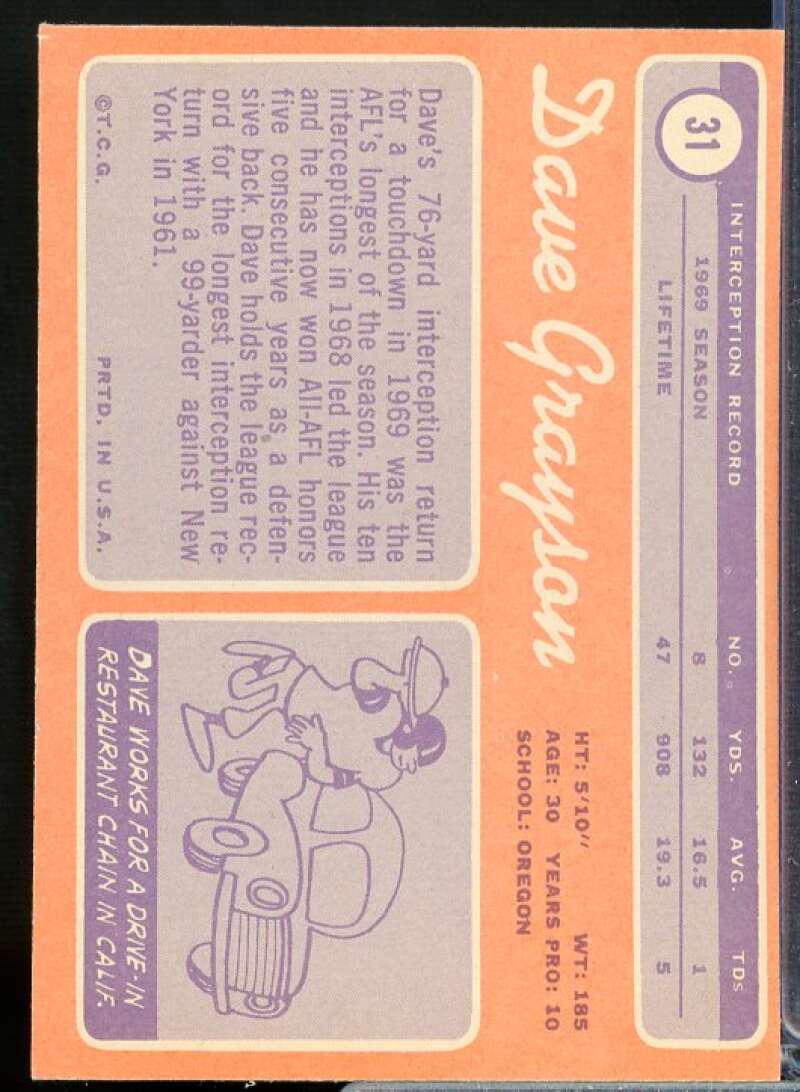 31
INTERCEPTION RECORD NO. YDS. AVG. TDS
1969 SEASON 8 132 16.5 1
LIFETIME 47 908 19.3 5
Dave Grayson
HT: 5'10" WT: 185
AGE: 30 YEARS PRO: 10
SCHOOL: OREGON
Dave's 76-yard interception return
for a touchdown in 1969 was the
AFL's longest of the season. His ten
interceptions in 1968 led the league
and he has now won All-AFL honors
five consecutive years as a defen-
sive back. Dave holds the league rec-
ord for the longest interception re-
turn with a 99-yarder against New
York in 1961.
©T.C.G. PRTD. IN U.S.A.
DAVE WORKS FOR A DRIVE-IN
RESTAURANT CHAIN IN CALIF.